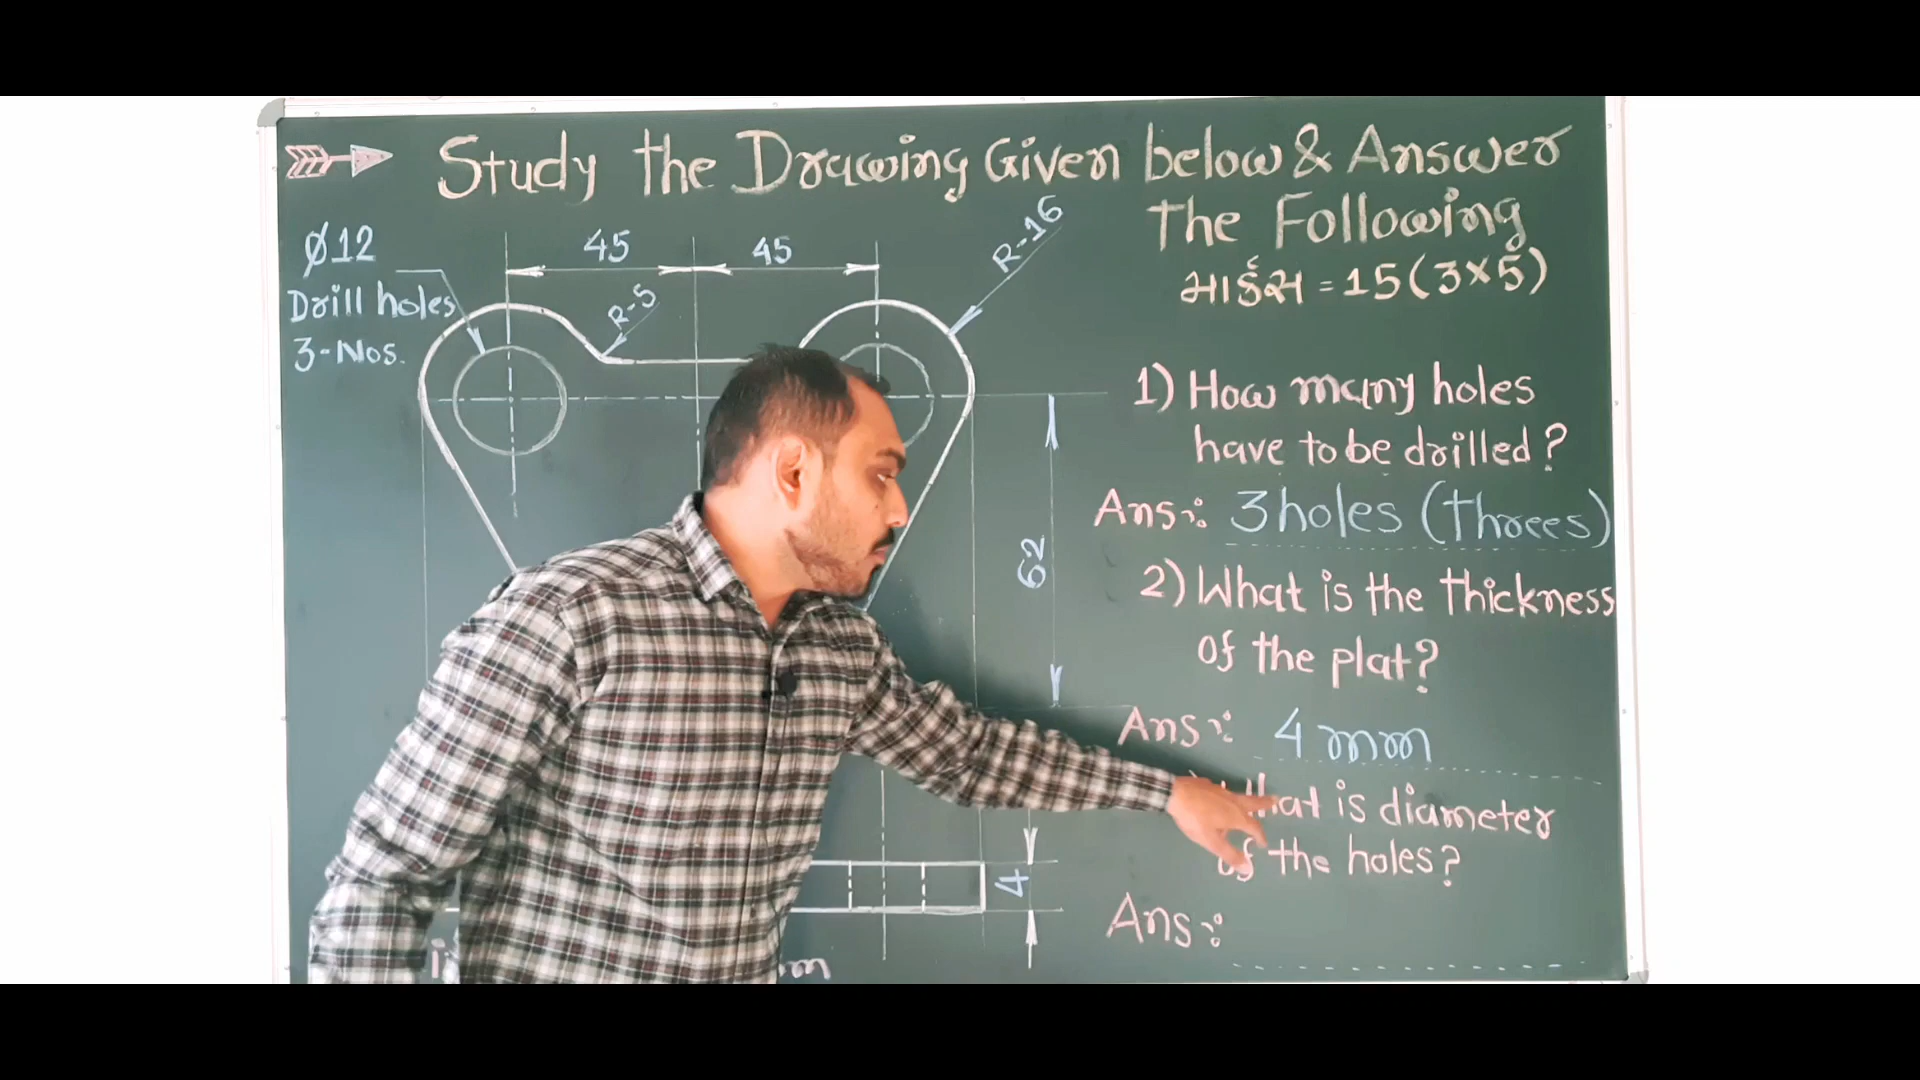 Study the Drawing Given below & Answer
The Following
માર્ક્સ = 15 (3×5)
Ø12
Drill holes
3-Nos.
45
45
R-5
R-16
62
4
1) How many holes
have to be drilled?
Ans:- 3 holes (Threes)
2) What is the thickness
of the plat?
Ans:- 4 mm
What is diameter
of the holes?
Ans:-